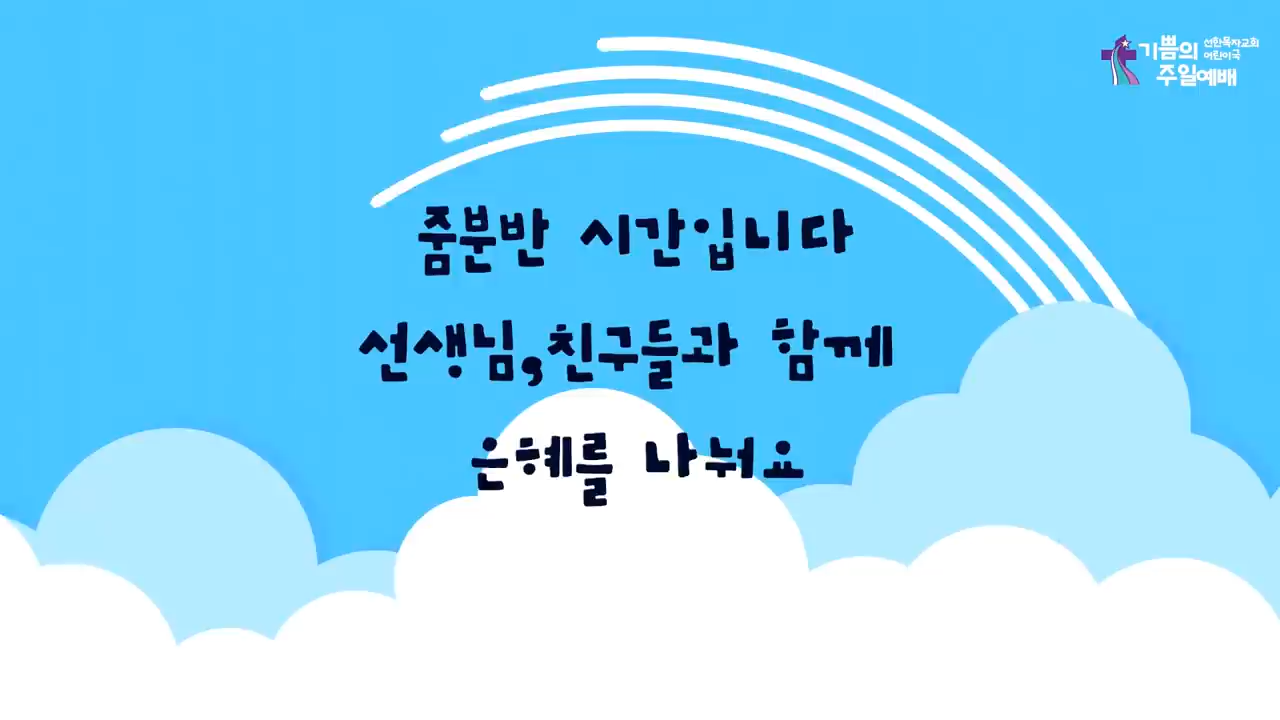 기쁨의 선한목자교회
어린이국
주일예배
줌분반 시간입니다
선생님,친구들과 함께
은혜를 나눠요